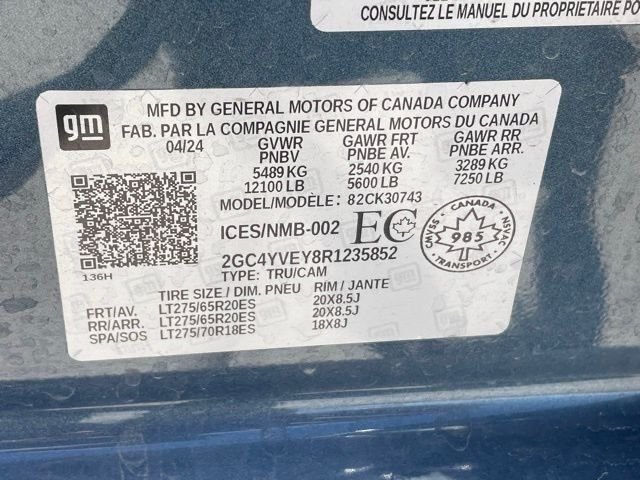 CONSULTEZ LE MANUEL DU PROPRIETAIRE
gm
MFD BY GENERAL MOTORS OF CANADA COMPANY
FAB. PAR LA COMPAGNIE GENERAL MOTORS DU CANADA
04/24 GVWR GAWR FRT GAWR RR
PNBV PNBE AV. PNBE ARR.
5489 KG 2540 KG 3289 KG
12100 LB 5600 LB 7250 LB
MODEL/MODÈLE: 82CK30743
ICES/NMB-002 EC
CANADA
CMVSS 985 NSVAC
TRANSPORT
2GC4YVEY8R1235852
136H
TYPE: TRU/CAM
TIRE SIZE / DIM. PNEU RIM / JANTE
FRT/AV. LT275/65R20ES 20X8.5J
RR/ARR. LT275/65R20ES 20X8.5J
SPA/SOS LT275/70R18ES 18X8J